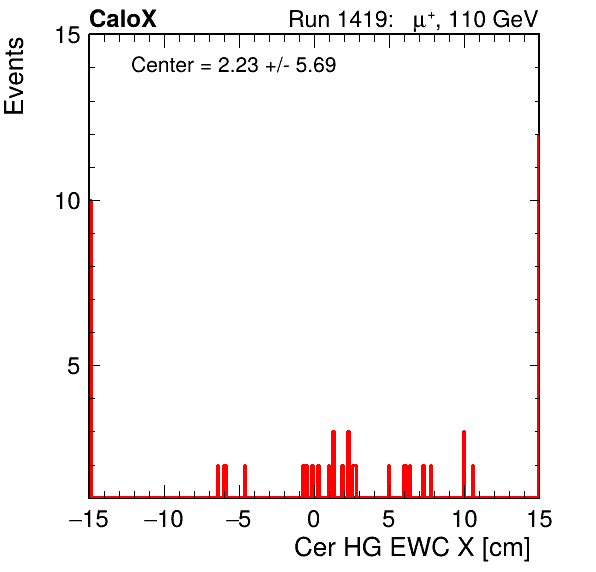 CaloX Run 1419: μ⁺, 110 GeV
Center = 2.23 +/- 5.69
Events
15
10
5
−15 −10 −5 0 5 10 15
Cer HG EWC X [cm]